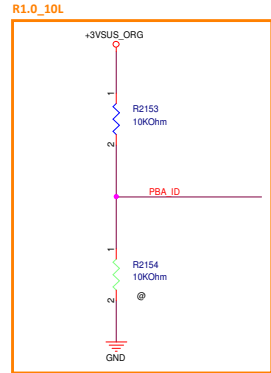 R1.0_10L
+3VSUS_ORG
1
R2153
10KOhm
2
PBA_ID
1
R2154
10KOhm
2
@
GND